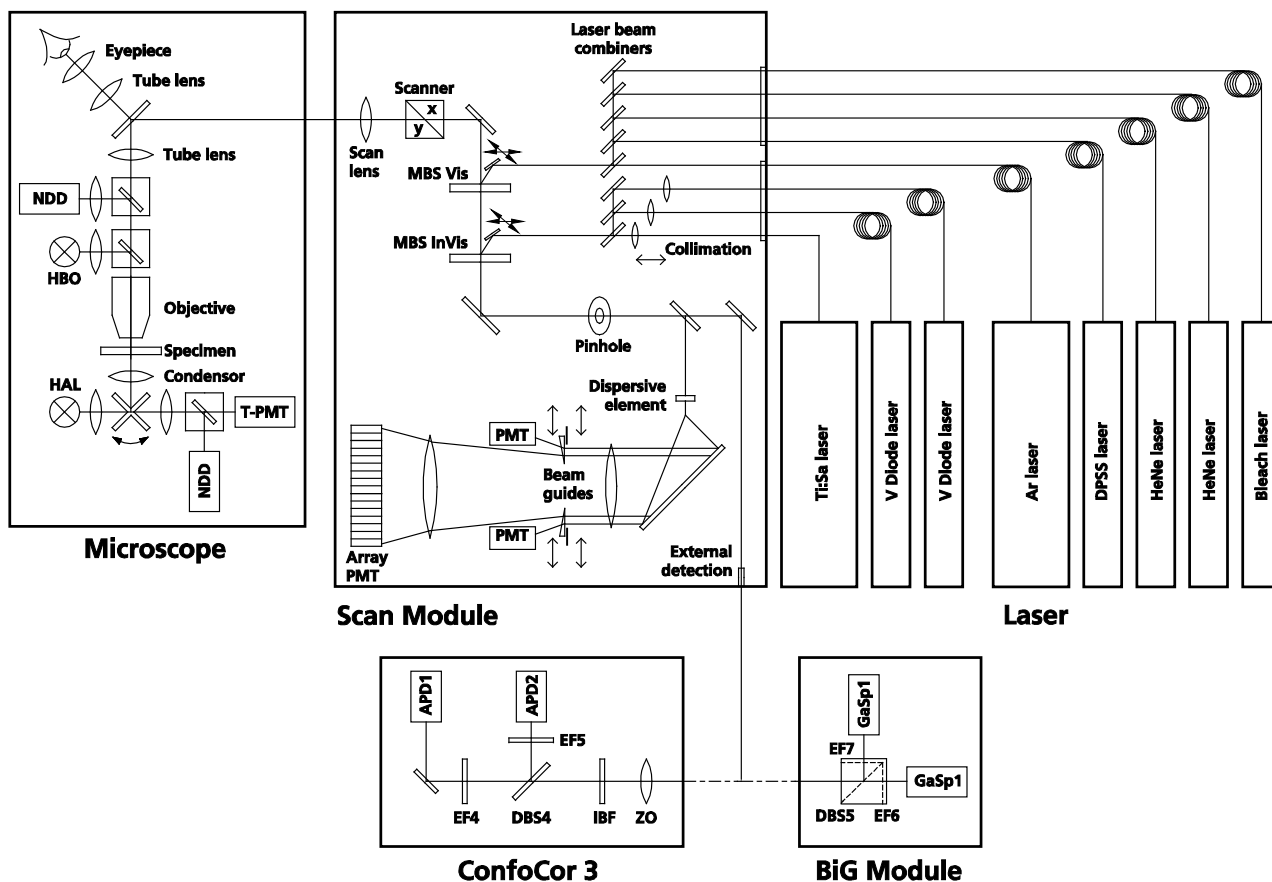 Eyepiece
Tube lens
Tube lens
NDD
HBO
Objective
Specimen
HAL
Condensor
T-PMT
NDD
Microscope
Laser beam
combiners
Scanner
x
y
Scan
lens
MBS Vis
MBS InVis
Collimation
Pinhole
Dispersive
element
PMT
Beam
guides
PMT
Array
PMT
External
detection
Scan Module
Ti:Sa laser
V Diode laser
V Diode laser
Ar laser
DPSS laser
HeNe laser
HeNe laser
Bleach laser
Laser
APD1
APD2
EF5
EF4
DBS4
IBF
ZO
ConfoCor 3
GaSp1
EF7
GaSp1
DBS5
EF6
BiG Module